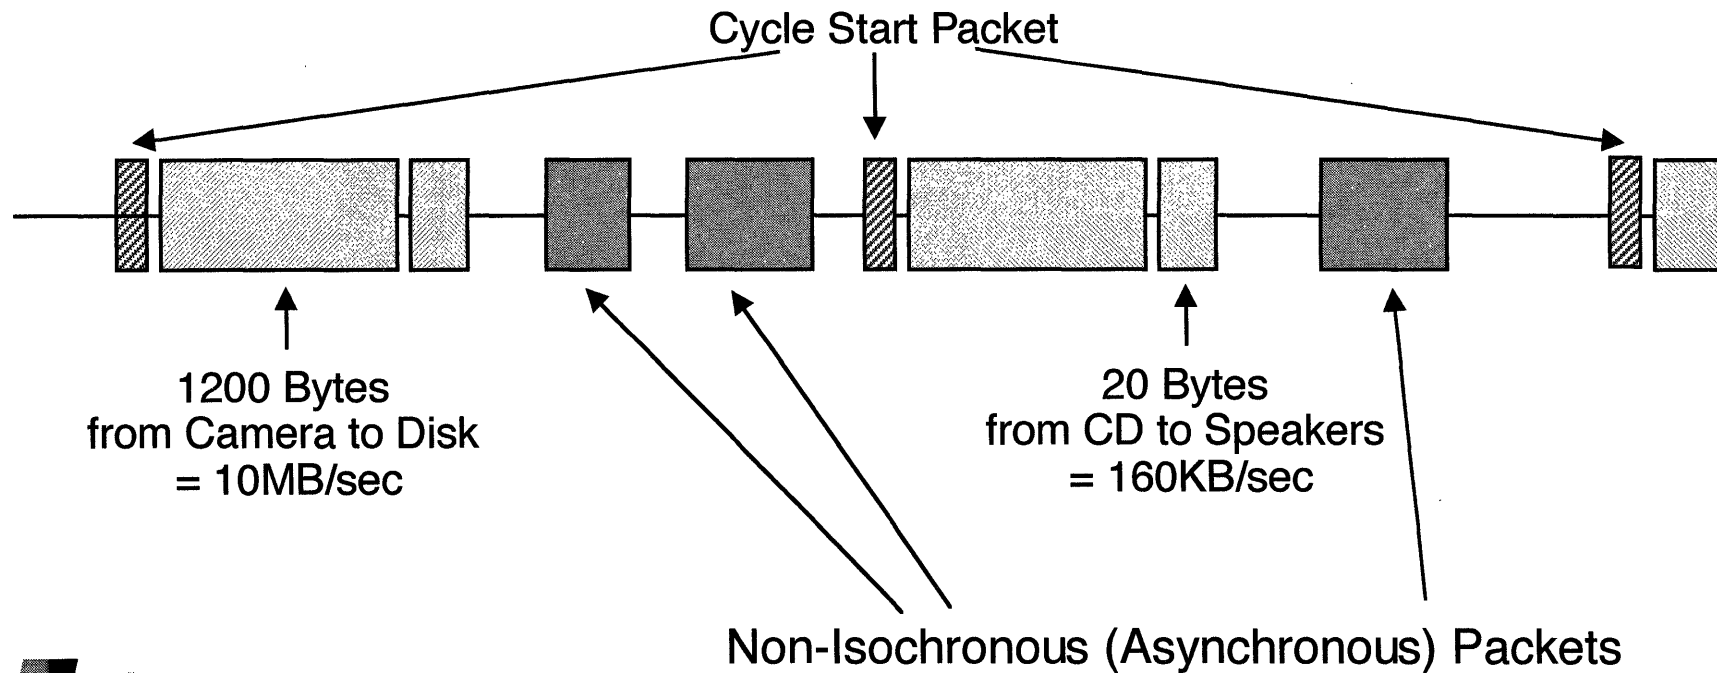 Cycle Start Packet
1200 Bytes
from Camera to Disk
= 10MB/sec
20 Bytes
from CD to Speakers
= 160KB/sec
Non-Isochronous (Asynchronous) Packets